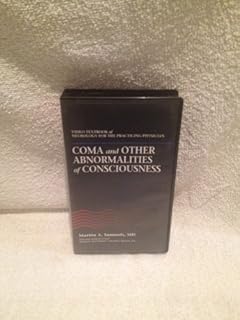 VIDEO TEXTBOOK of
NEUROLOGY FOR THE PRACTICING PHYSICIAN
COMA and OTHER
ABNORMALITIES
of CONSCIOUSNESS
Martin A. Samuels, MD